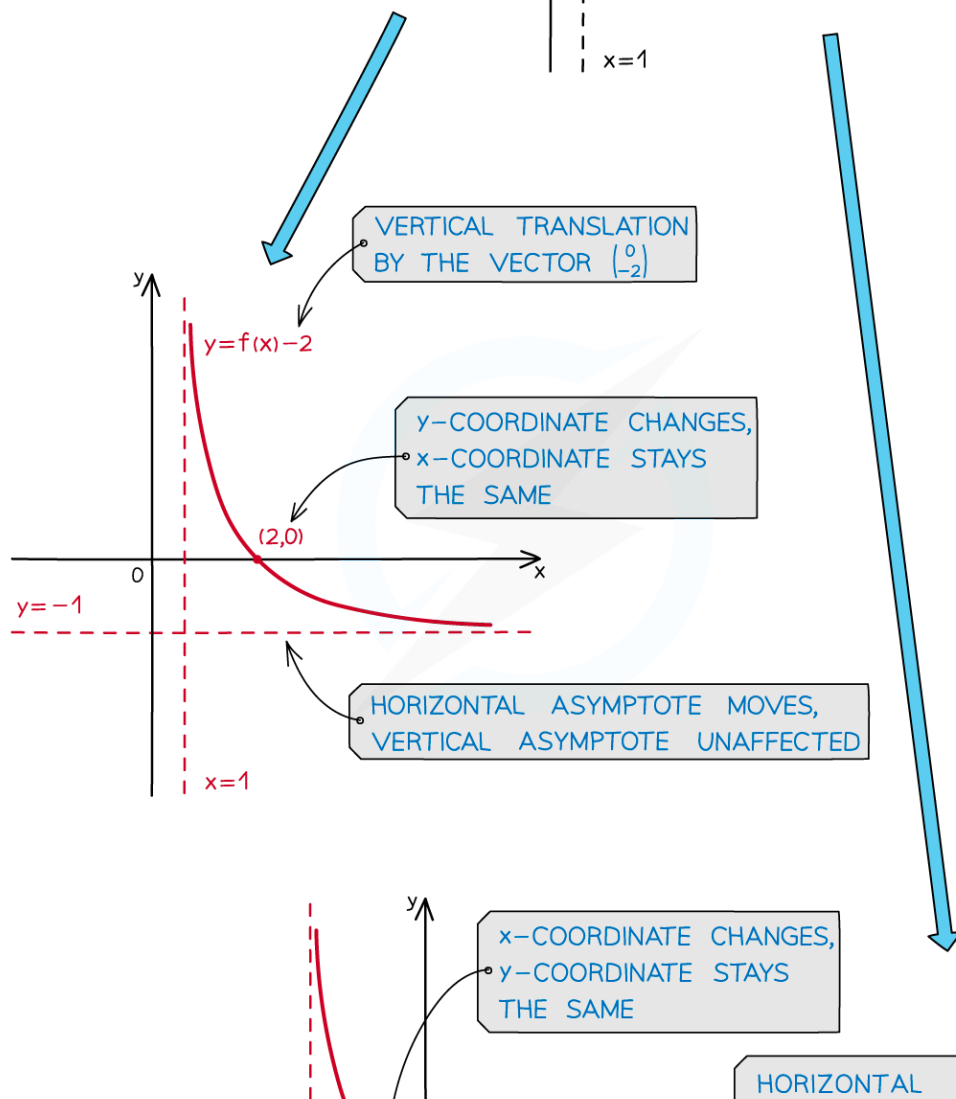 x=1
VERTICAL TRANSLATION
BY THE VECTOR (0
-2)
y
y=f(x)-2
y-COORDINATE CHANGES,
x-COORDINATE STAYS
THE SAME
(2,0)
0
x
y=-1
HORIZONTAL ASYMPTOTE MOVES,
VERTICAL ASYMPTOTE UNAFFECTED
x=1
y
x-COORDINATE CHANGES,
y-COORDINATE STAYS
THE SAME
HORIZONTAL